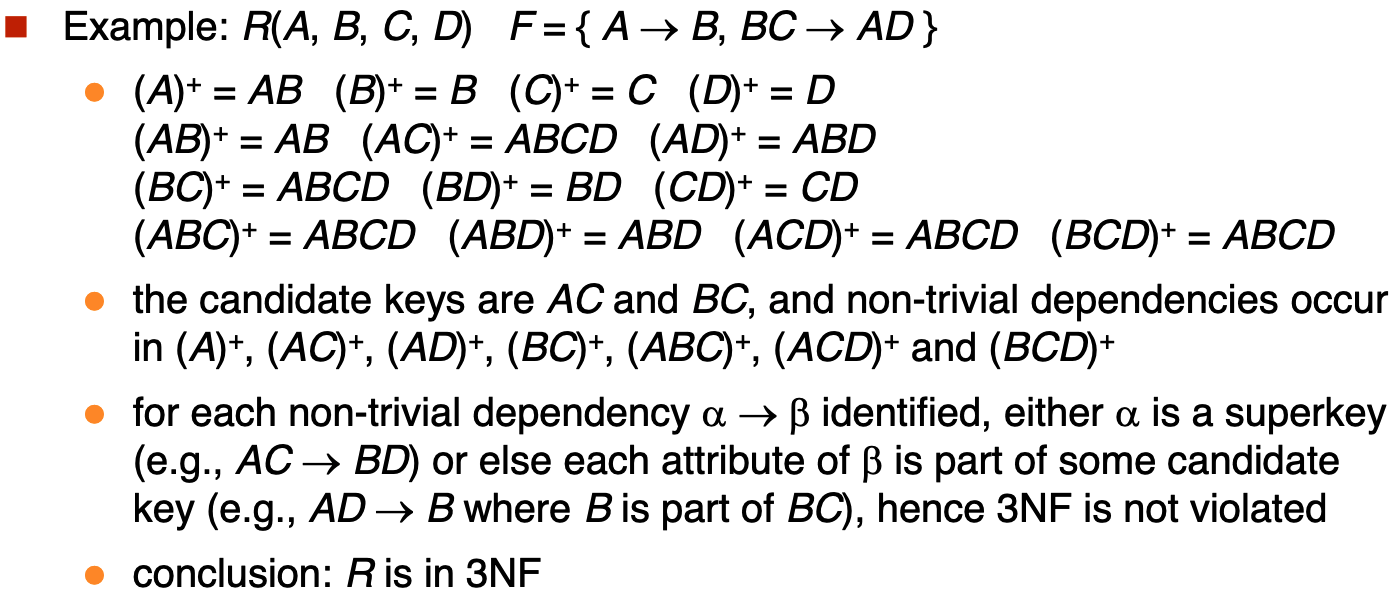 Example: R(A, B, C, D) F = { A → B, BC → AD }
(A)+ = AB (B)+ = B (C)+ = C (D)+ = D
(AB)+ = AB (AC)+ = ABCD (AD)+ = ABD
(BC)+ = ABCD (BD)+ = BD (CD)+ = CD
(ABC)+ = ABCD (ABD)+ = ABD (ACD)+ = ABCD (BCD)+ = ABCD
the candidate keys are AC and BC, and non-trivial dependencies occur
in (A)+, (AC)+, (AD)+, (BC)+, (ABC)+, (ACD)+ and (BCD)+
for each non-trivial dependency α → β identified, either α is a superkey
(e.g., AC → BD) or else each attribute of β is part of some candidate
key (e.g., AD → B where B is part of BC), hence 3NF is not violated
conclusion: R is in 3NF